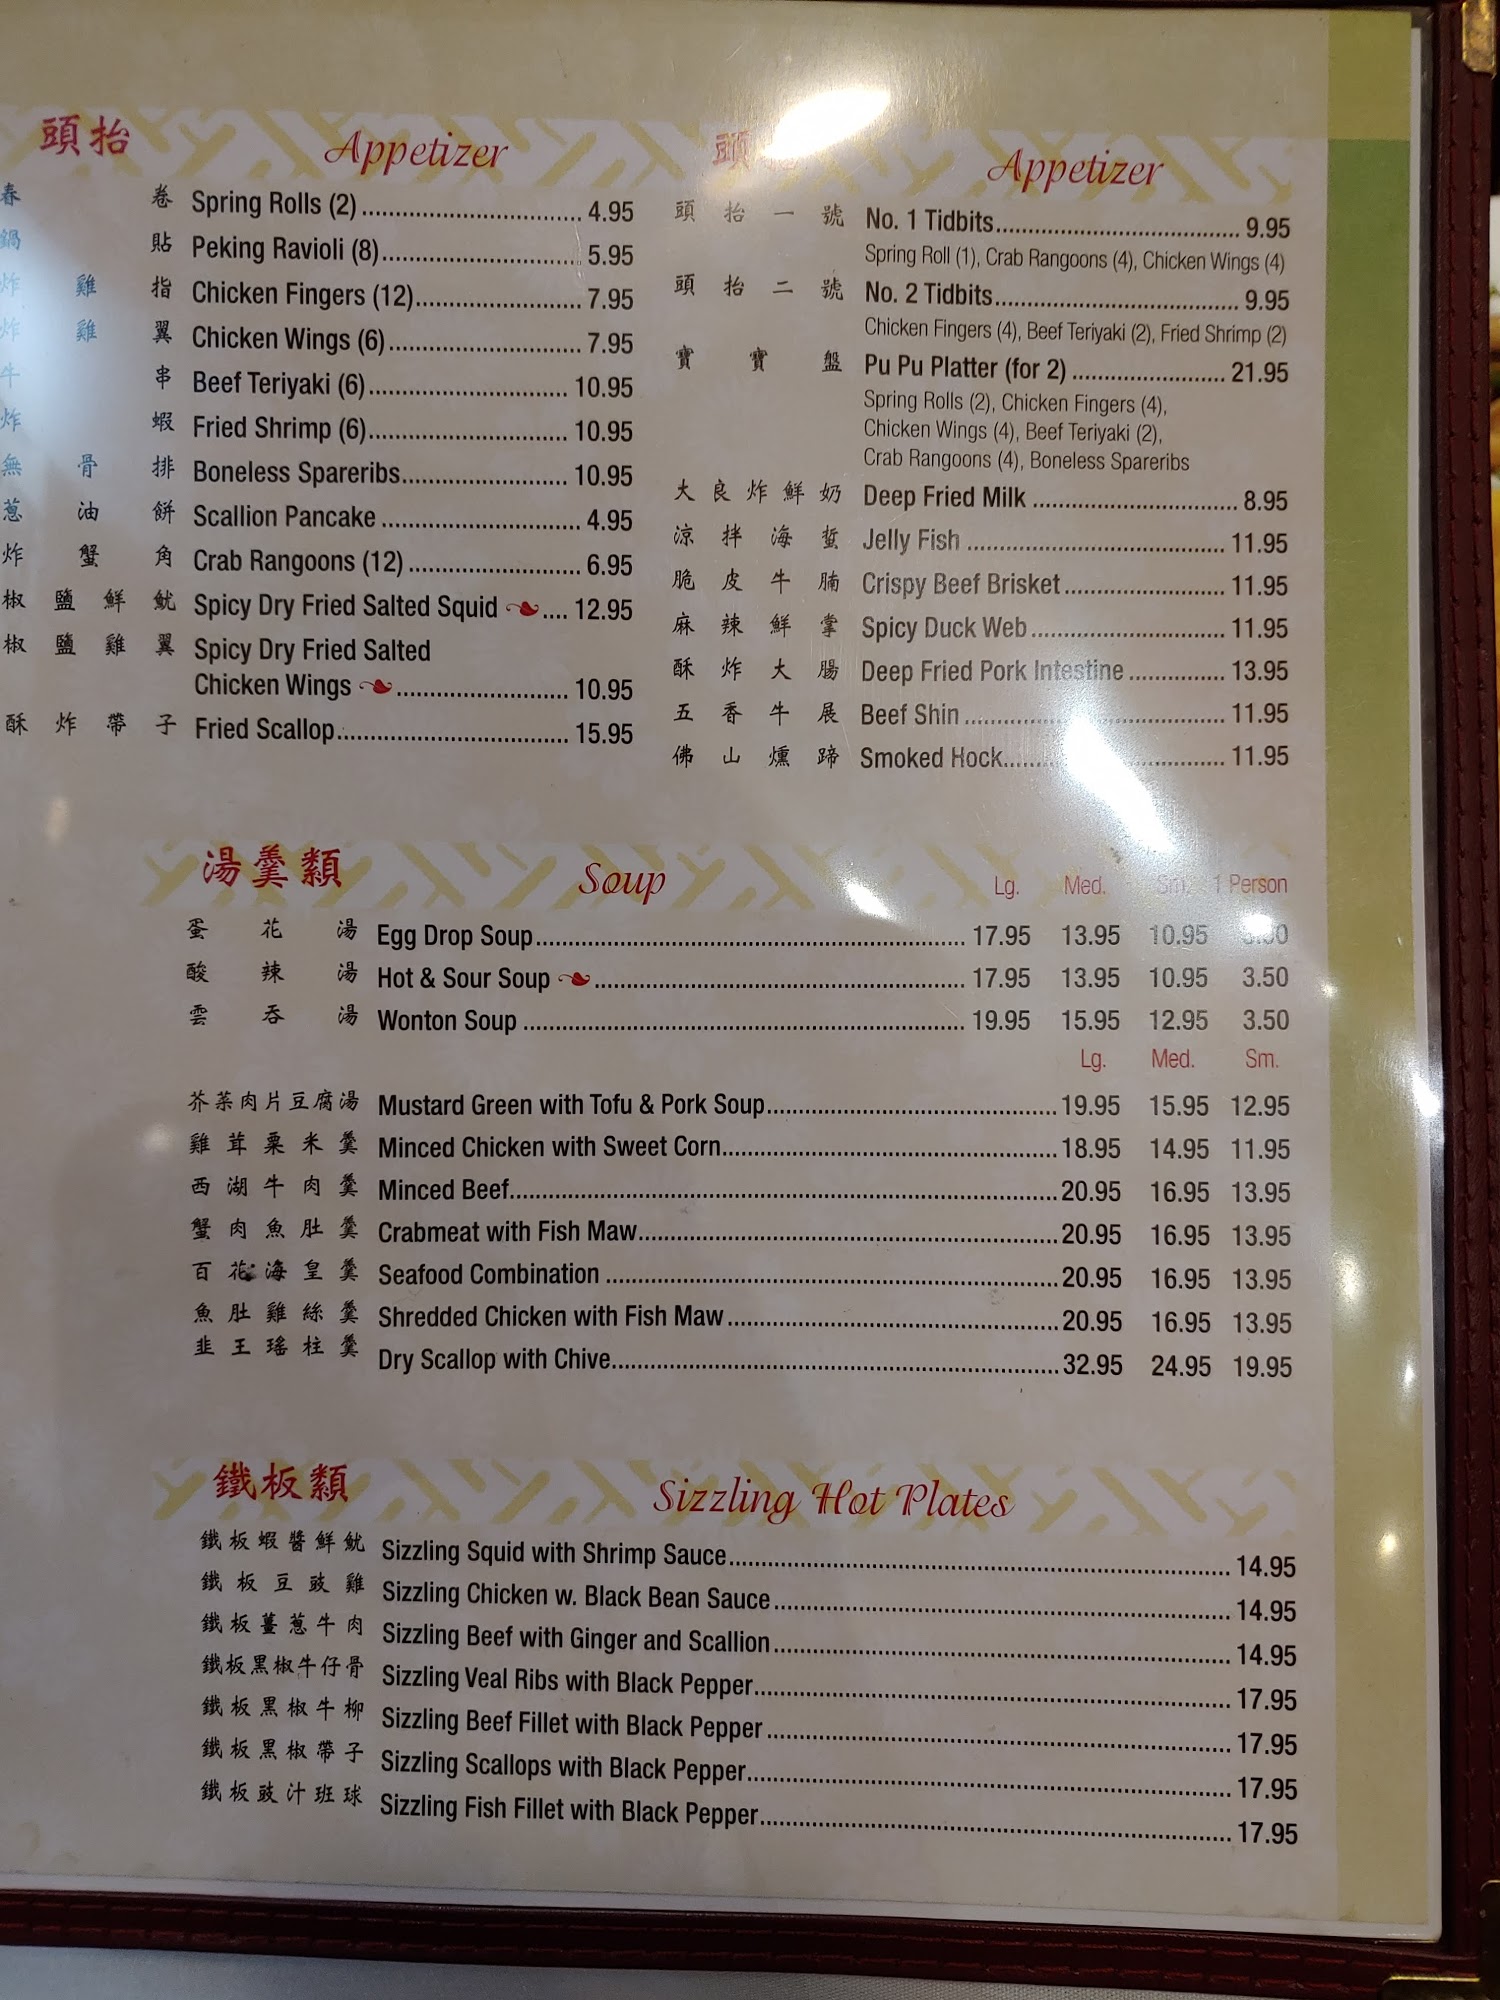 頭抬 Appetizer
春卷 Spring Rolls (2) 4.95
鍋貼 Peking Ravioli (8) 5.95
炸雞指 Chicken Fingers (12) 7.95
炸雞翼 Chicken Wings (6) 7.95
牛串 Beef Teriyaki (6) 10.95
炸蝦 Fried Shrimp (6) 10.95
無骨排 Boneless Spareribs 10.95
蔥油餅 Scallion Pancake 4.95
炸蟹角 Crab Rangoons (12) 6.95
椒鹽鮮魷 Spicy Dry Fried Salted Squid 12.95
椒鹽雞翼 Spicy Dry Fried Salted
Chicken Wings 10.95
酥炸帶子 Fried Scallop 15.95
頭 Appetizer
頭抬一號 No. 1 Tidbits 9.95
Spring Roll (1), Crab Rangoons (4), Chicken Wings (4)
頭抬二號 No. 2 Tidbits 9.95
Chicken Fingers (4), Beef Teriyaki (2), Fried Shrimp (2)
寶寶盤 Pu Pu Platter (for 2) 21.95
Spring Rolls (2), Chicken Fingers (4),
Chicken Wings (4), Beef Teriyaki (2),
Crab Rangoons (4), Boneless Spareribs
大良炸鮮奶 Deep Fried Milk 8.95
涼拌海蜇 Jelly Fish 11.95
脆皮牛腩 Crispy Beef Brisket 11.95
麻辣鮮掌 Spicy Duck Web 11.95
酥炸大腸 Deep Fried Pork Intestine 13.95
五香牛展 Beef Shin 11.95
佛山燻蹄 Smoked Hock 11.95
湯羹類 Soup Lg. Med. Sm. 1 Person
蛋花湯 Egg Drop Soup 17.95 13.95 10.95
酸辣湯 Hot & Sour Soup 17.95 13.95 10.95 3.50
雲吞湯 Wonton Soup 19.95 15.95 12.95 3.50
Lg. Med. Sm.
芥菜肉片豆腐湯 Mustard Green with Tofu & Pork Soup 19.95 15.95 12.95
雞茸粟米羹 Minced Chicken with Sweet Corn 18.95 14.95 11.95
西湖牛肉羹 Minced Beef 20.95 16.95 13.95
蟹肉魚肚羹 Crabmeat with Fish Maw 20.95 16.95 13.95
百花海皇羹 Seafood Combination 20.95 16.95 13.95
魚肚雞絲羹 Shredded Chicken with Fish Maw 20.95 16.95 13.95
韭王瑤柱羹 Dry Scallop with Chive 32.95 24.95 19.95
鐵板類 Sizzling Hot Plates
鐵板蝦醬鮮魷 Sizzling Squid with Shrimp Sauce 14.95
鐵板豆豉雞 Sizzling Chicken w. Black Bean Sauce 14.95
鐵板薑蔥牛肉 Sizzling Beef with Ginger and Scallion 14.95
鐵板黑椒牛仔骨 Sizzling Veal Ribs with Black Pepper 17.95
鐵板黑椒牛柳 Sizzling Beef Fillet with Black Pepper 17.95
鐵板黑椒帶子 Sizzling Scallops with Black Pepper 17.95
鐵板豉汁班球 Sizzling Fish Fillet with Black Pepper 17.95